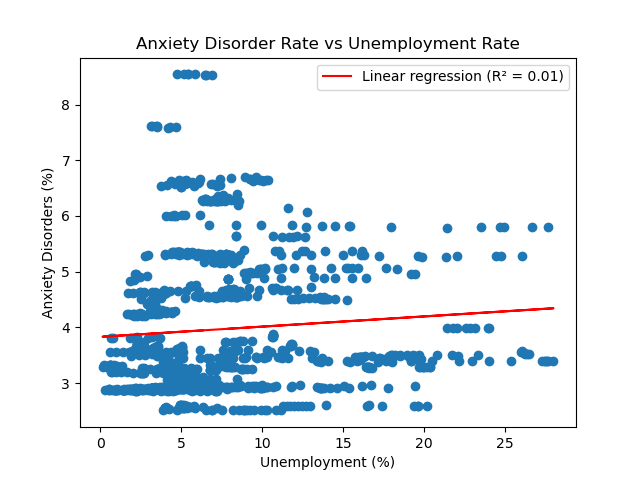 Anxiety Disorder Rate vs Unemployment Rate
Linear regression (R² = 0.01)
Anxiety Disorders (%)
8
7
6
5
4
3
0 5 10 15 20 25
Unemployment (%)